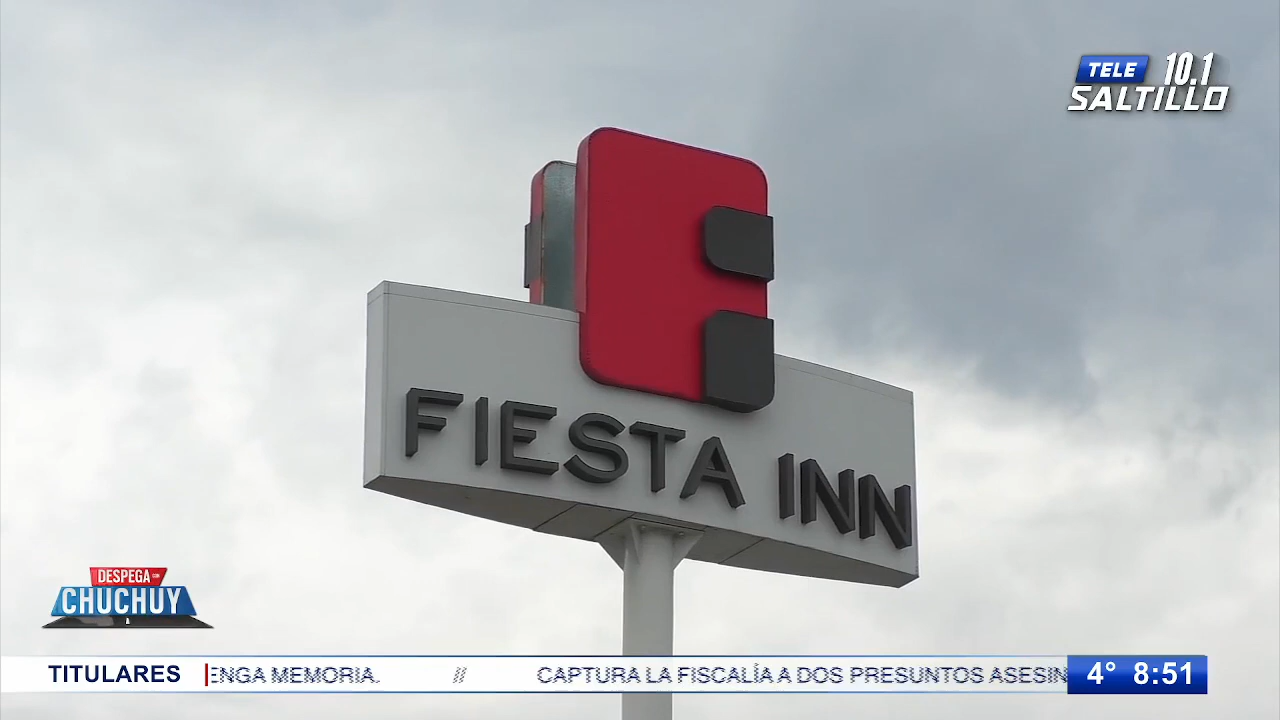 TELE 10.1
SALTILLO
FIESTA INN
DESPEGA CON
CHUCHUY
TITULARES
ENGA MEMORIA. // CAPTURA LA FISCALÍA A DOS PRESUNTOS ASESIN
4° 8:51